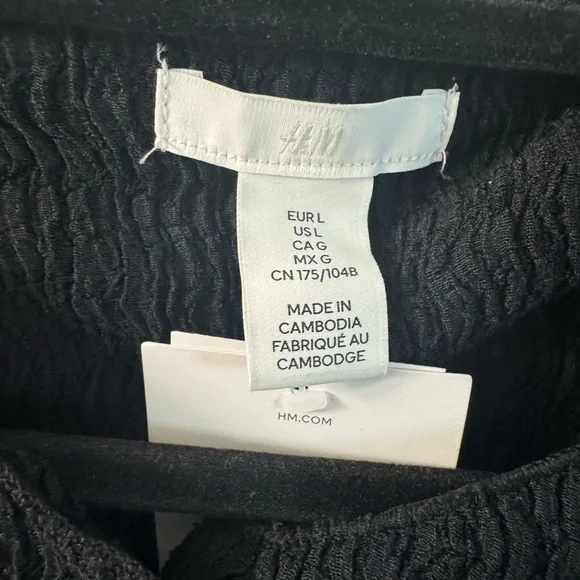 H&M
EUR L
US L
CA G
MX G
CN 175/104B
MADE IN
CAMBODIA
FABRIQUÉ AU
CAMBODGE
HM.COM